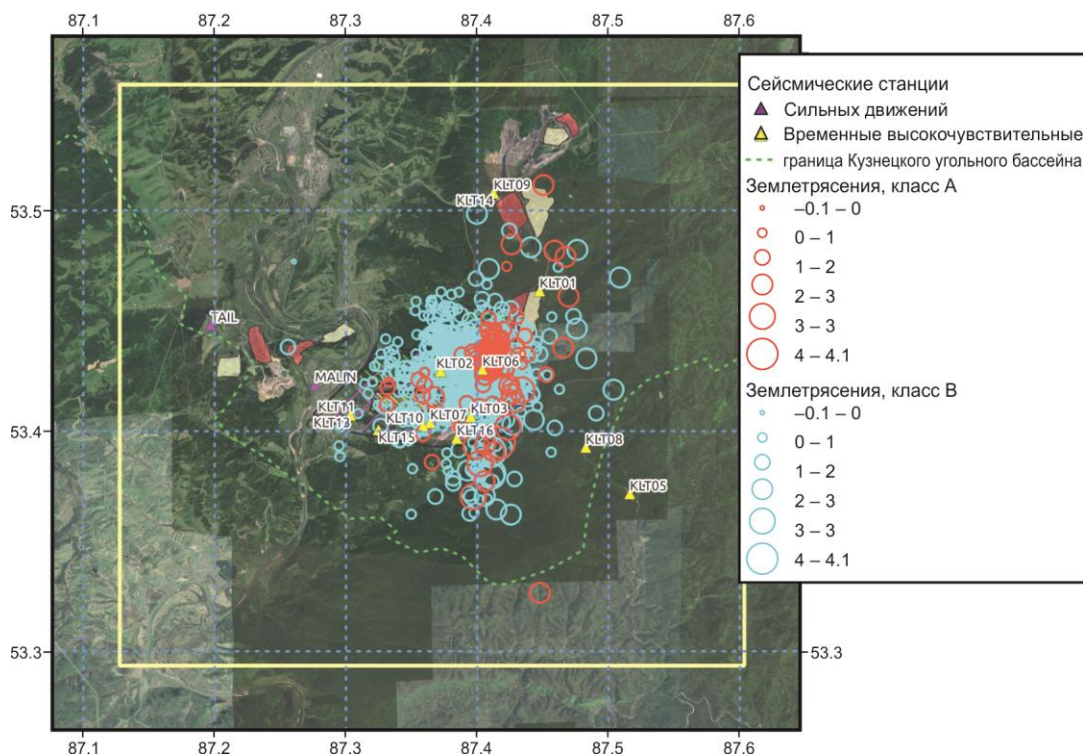 87.1 87.2 87.3 87.4 87.5 87.6
Сейсмические станции
Сильных движений
Временные высокочувствительные
граница Кузнецкого угольного бассейна
Землетрясения, класс А
–0.1 – 0
0 – 1
1 – 2
2 – 3
3 – 3
4 – 4.1
Землетрясения, класс В
–0.1 – 0
0 – 1
1 – 2
2 – 3
3 – 3
4 – 4.1
KLT09
KLT14
53.5
KLT01
TAIL
KLT02
KLT06
MALIN
KLT11
KLT10
KLT07
KLT03
KLT13
KLT15
KLT16
53.4
KLT08
KLT05
53.3
53.3
87.1 87.2 87.3 87.4 87.5 87.6